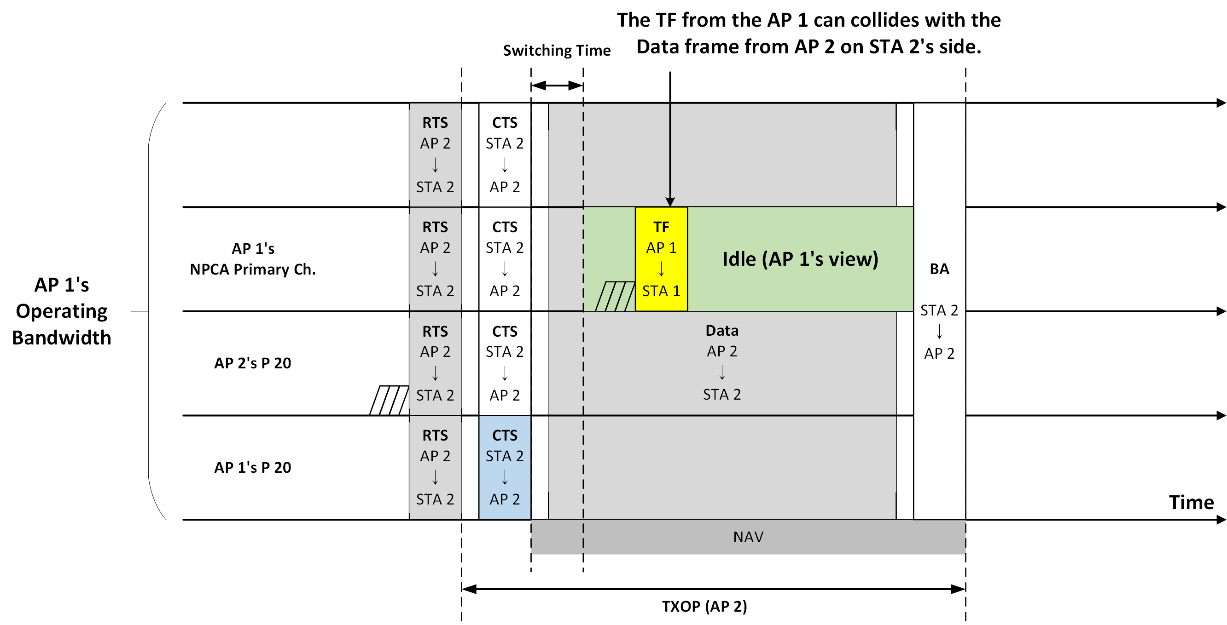 The TF from the AP 1 can collides with the
Data frame from AP 2 on STA 2's side.
Switching Time
RTS
AP 2
↓
STA 2
CTS
STA 2
↓
AP 2
AP 1's
NPCA Primary Ch.
RTS
AP 2
↓
STA 2
CTS
STA 2
↓
AP 2
TF
AP 1
↓
STA 1
Idle (AP 1's view)
BA
STA 2
↓
AP 2
AP 1's
Operating
Bandwidth
AP 2's P 20
RTS
AP 2
↓
STA 2
CTS
STA 2
↓
AP 2
Data
AP 2
↓
STA 2
AP 1's P 20
RTS
AP 2
↓
STA 2
CTS
STA 2
↓
AP 2
Time
NAV
TXOP (AP 2)